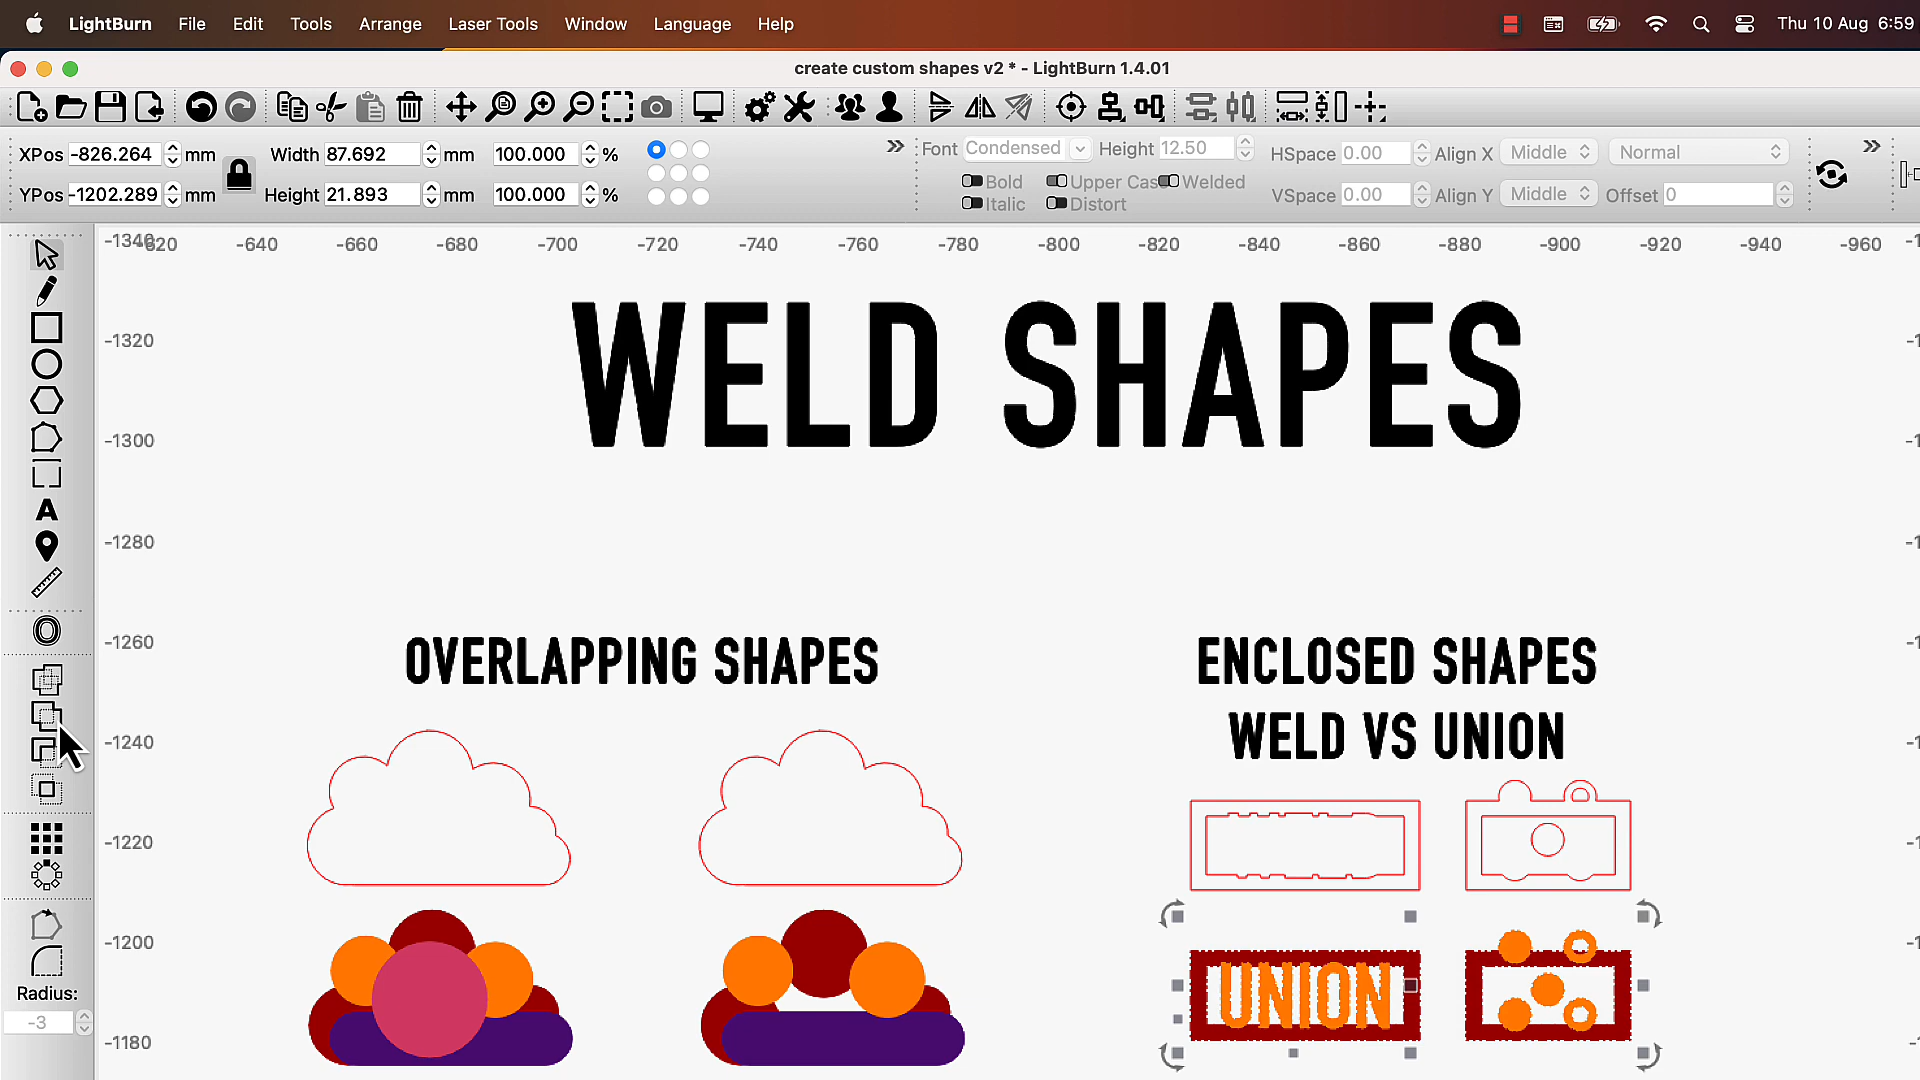 LightBurn File Edit Tools Arrange Laser Tools Window Language Help Thu 10 Aug 6:59
create custom shapes v2 * - LightBurn 1.4.01
XPos -826.264 mm Width 87.692 mm 100.000 % Font Condensed Height 12.50 HSpace 0.00 Align X Middle Normal
Bold Upper Case Welded
YPos -1202.289 mm Height 21.893 mm 100.000 % Italic Distort VSpace 0.00 Align Y Middle Offset 0
-1340 -640 -660 -680 -700 -720 -740 -760 -780 -800 -820 -840 -860 -880 -900 -920 -940 -960
-1320
WELD SHAPES
-1300
-1280
-1260
OVERLAPPING SHAPES
ENCLOSED SHAPES
WELD VS UNION
-1240
-1220
-1200
UNION
Radius:
-3
-1180